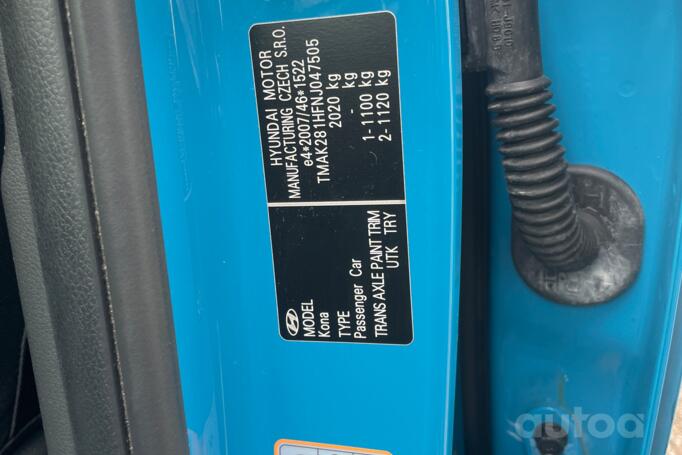 HYUNDAI MOTOR
MANUFACTURING CZECH S.R.O.
e4*2007/46*1522
TMAK281HFNJ047505
2020 kg
- kg
1- 1100 kg
2- 1120 kg
MODEL
Kona
TYPE
Passenger Car
TRANS AXLE PAINT TRIM
UTK TRY
autoa